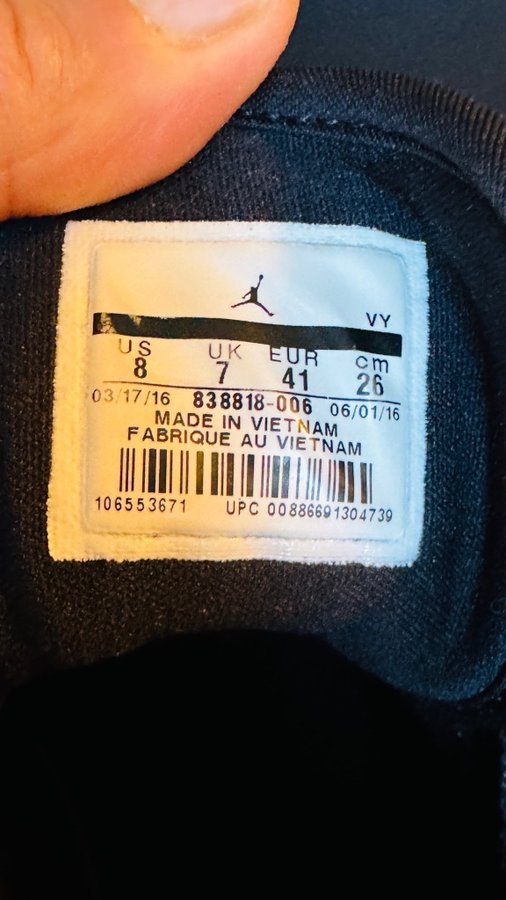 VY
US UK EUR cm
8 7 41 26
03/17/16 838818-006 06/01/16
MADE IN VIETNAM
FABRIQUE AU VIETNAM
106553671 UPC 00886691304739